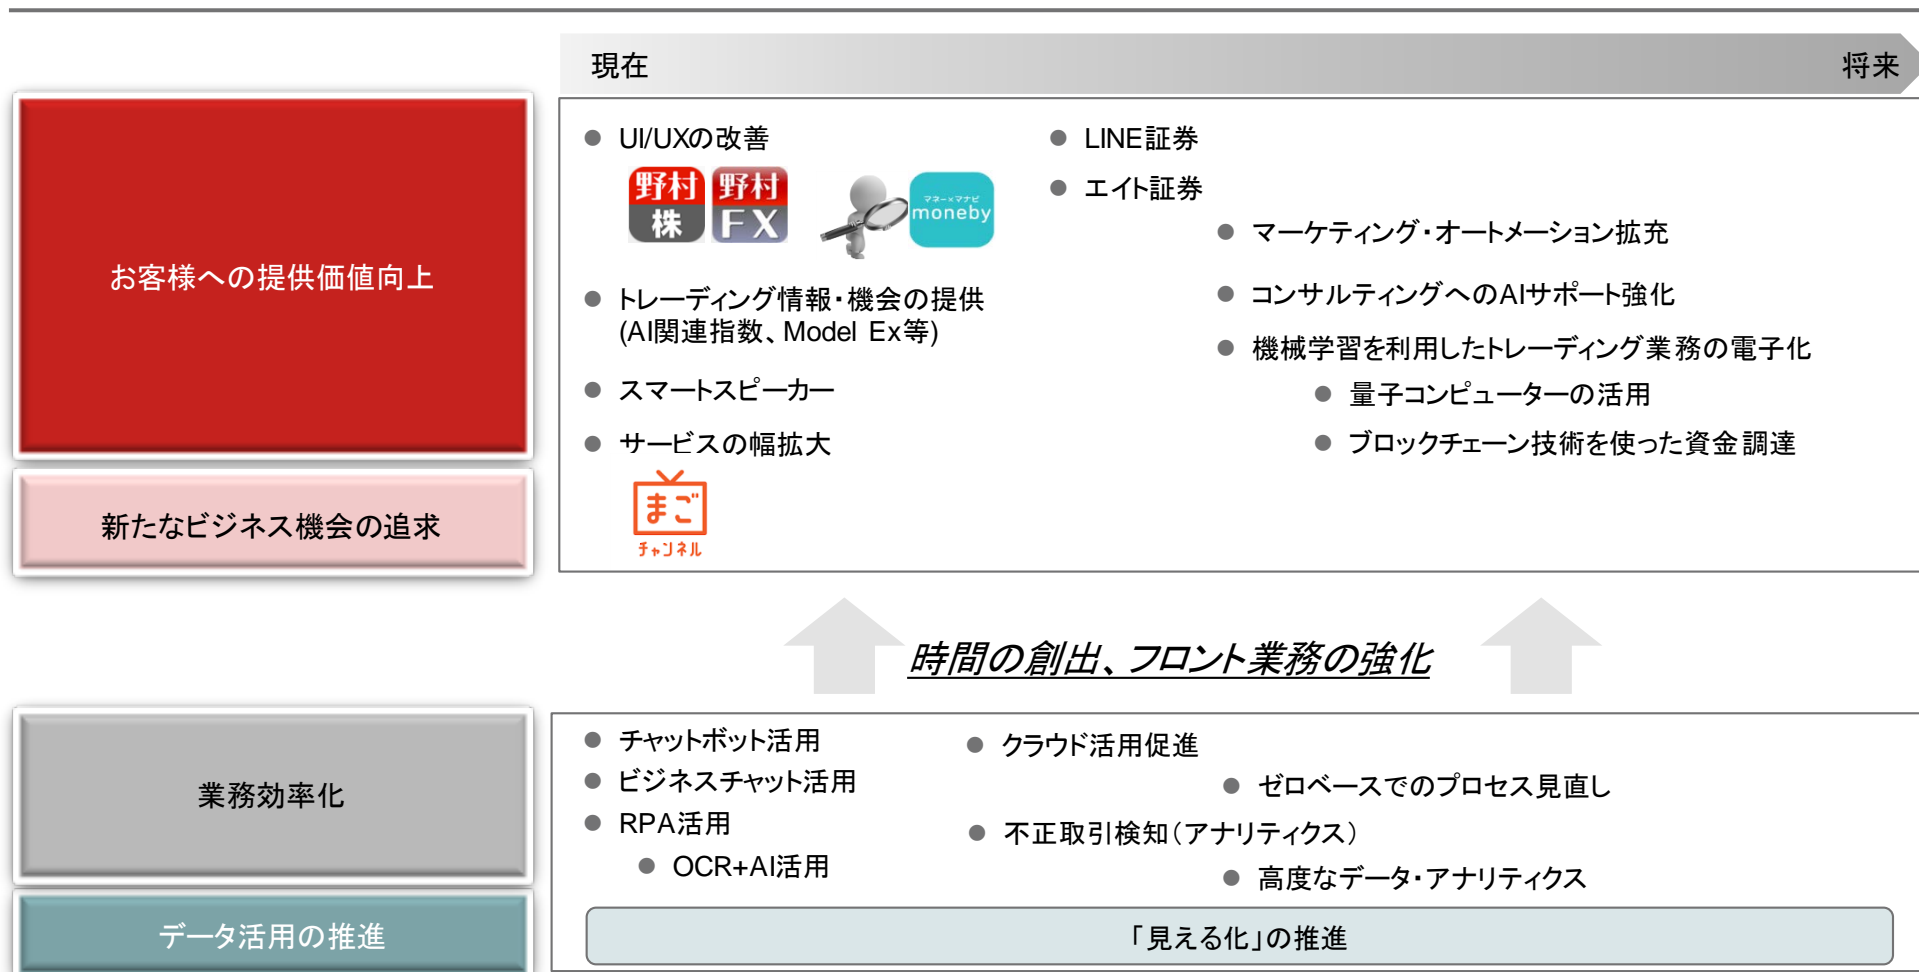 現在
将来
お客様への提供価値向上
新たなビジネス機会の追求
● UI/UXの改善
野村
株
野村
FX
マネー×マナビ
moneby
● トレーディング情報・機会の提供
(AI関連指数、Model Ex等)
● スマートスピーカー
● サービスの幅拡大
まご
チャンネル
● LINE証券
● エイト証券
● マーケティング・オートメーション拡充
● コンサルティングへのAIサポート強化
● 機械学習を利用したトレーディング業務の電子化
● 量子コンピューターの活用
● ブロックチェーン技術を使った資金調達
時間の創出、フロント業務の強化
業務効率化
データ活用の推進
● チャットボット活用
● ビジネスチャット活用
● RPA活用
● OCR+AI活用
● クラウド活用促進
● ゼロベースでのプロセス見直し
● 不正取引検知(アナリティクス)
● 高度なデータ・アナリティクス
「見える化」の推進